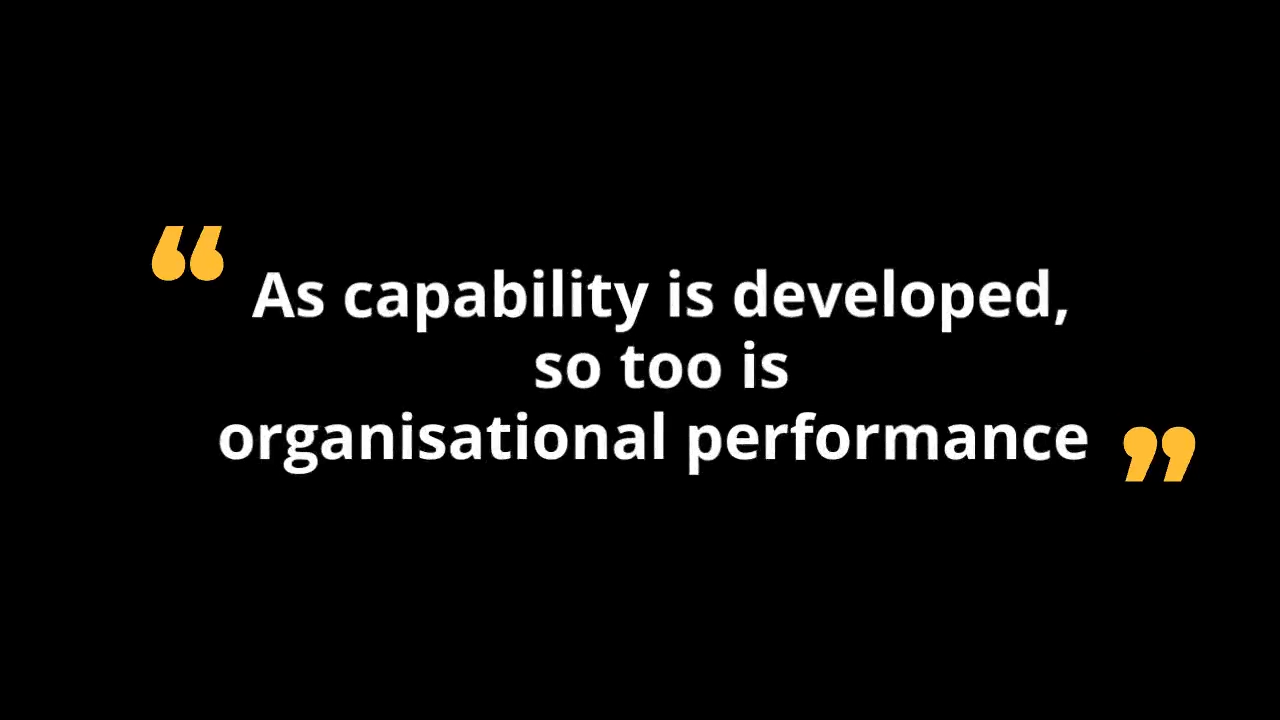 “ As capability is developed,
so too is
organisational performance ”